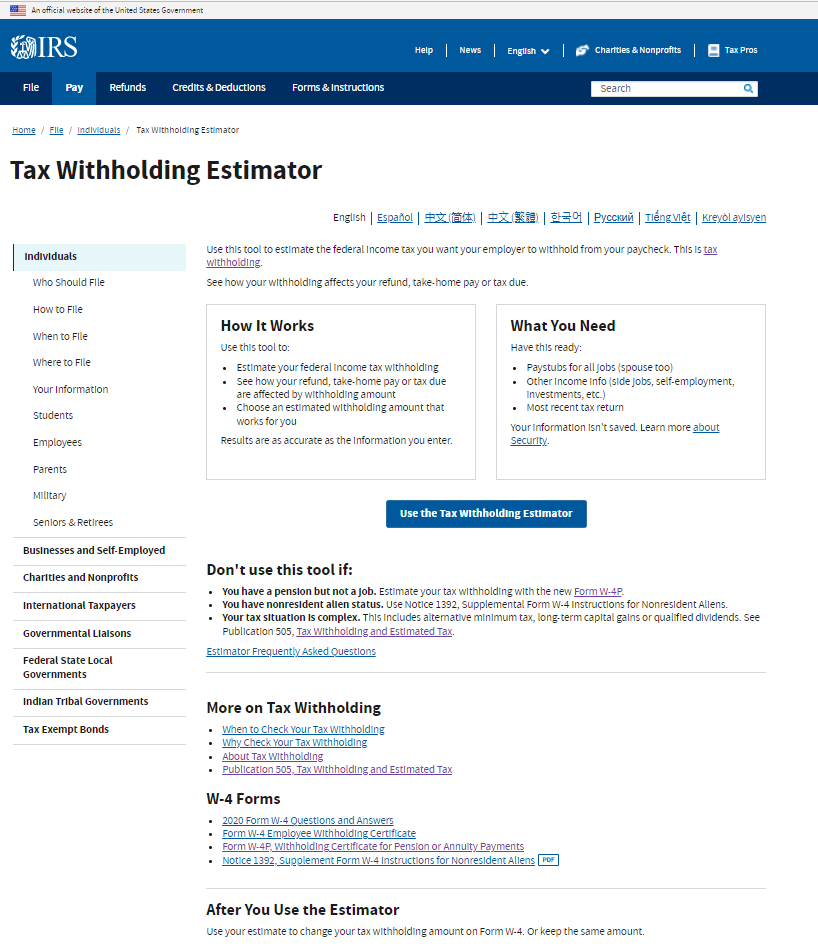 An official website of the United States Government
IRS
Help
News
English
Charities & Nonprofits
Tax Pros
File
Pay
Refunds
Credits & Deductions
Forms & Instructions
Search
Home / File / Individuals / Tax Withholding Estimator
Tax Withholding Estimator
English | Español | 中文 (简体) | 中文 (繁體) | 한국어 | Русский | Tiếng Việt | Kreyòl ayisyen
Individuals
Who Should File
How to File
When to File
Where to File
Your Information
Students
Employees
Parents
Military
Seniors & Retirees
Businesses and Self-Employed
Charities and Nonprofits
International Taxpayers
Governmental Liaisons
Federal State Local
Governments
Indian Tribal Governments
Tax Exempt Bonds
Use this tool to estimate the federal income tax you want your employer to withhold from your paycheck. This is tax
withholding.
See how your withholding affects your refund, take-home pay or tax due.
How It Works
Use this tool to:
• Estimate your federal income tax withholding
• See how your refund, take-home pay or tax due
are affected by withholding amount
• Choose an estimated withholding amount that
works for you
Results are as accurate as the information you enter.
What You Need
Have this ready:
• Paystubs for all jobs (spouse too)
• Other income info (side jobs, self-employment,
investments, etc.)
• Most recent tax return
Your information isn't saved. Learn more about
Security.
Use the Tax Withholding Estimator
Don't use this tool if:
• You have a pension but not a job. Estimate your tax withholding with the new Form W-4P.
• You have nonresident alien status. Use Notice 1392, Supplemental Form W-4 Instructions for Nonresident Aliens.
• Your tax situation is complex. This includes alternative minimum tax, long-term capital gains or qualified dividends. See
Publication 505, Tax Withholding and Estimated Tax.
Estimator Frequently Asked Questions
More on Tax Withholding
• When to Check Your Tax Withholding
• Why Check Your Tax Withholding
• About Tax Withholding
• Publication 505, Tax Withholding and Estimated Tax
W-4 Forms
• 2020 Form W-4 Questions and Answers
• Form W-4 Employee Withholding Certificate
• Form W-4P, Withholding Certificate for Pension or Annuity Payments
• Notice 1392, Supplement Form W-4 Instructions for Nonresident Aliens PDF
After You Use the Estimator
Use your estimate to change your tax withholding amount on Form W-4. Or keep the same amount.